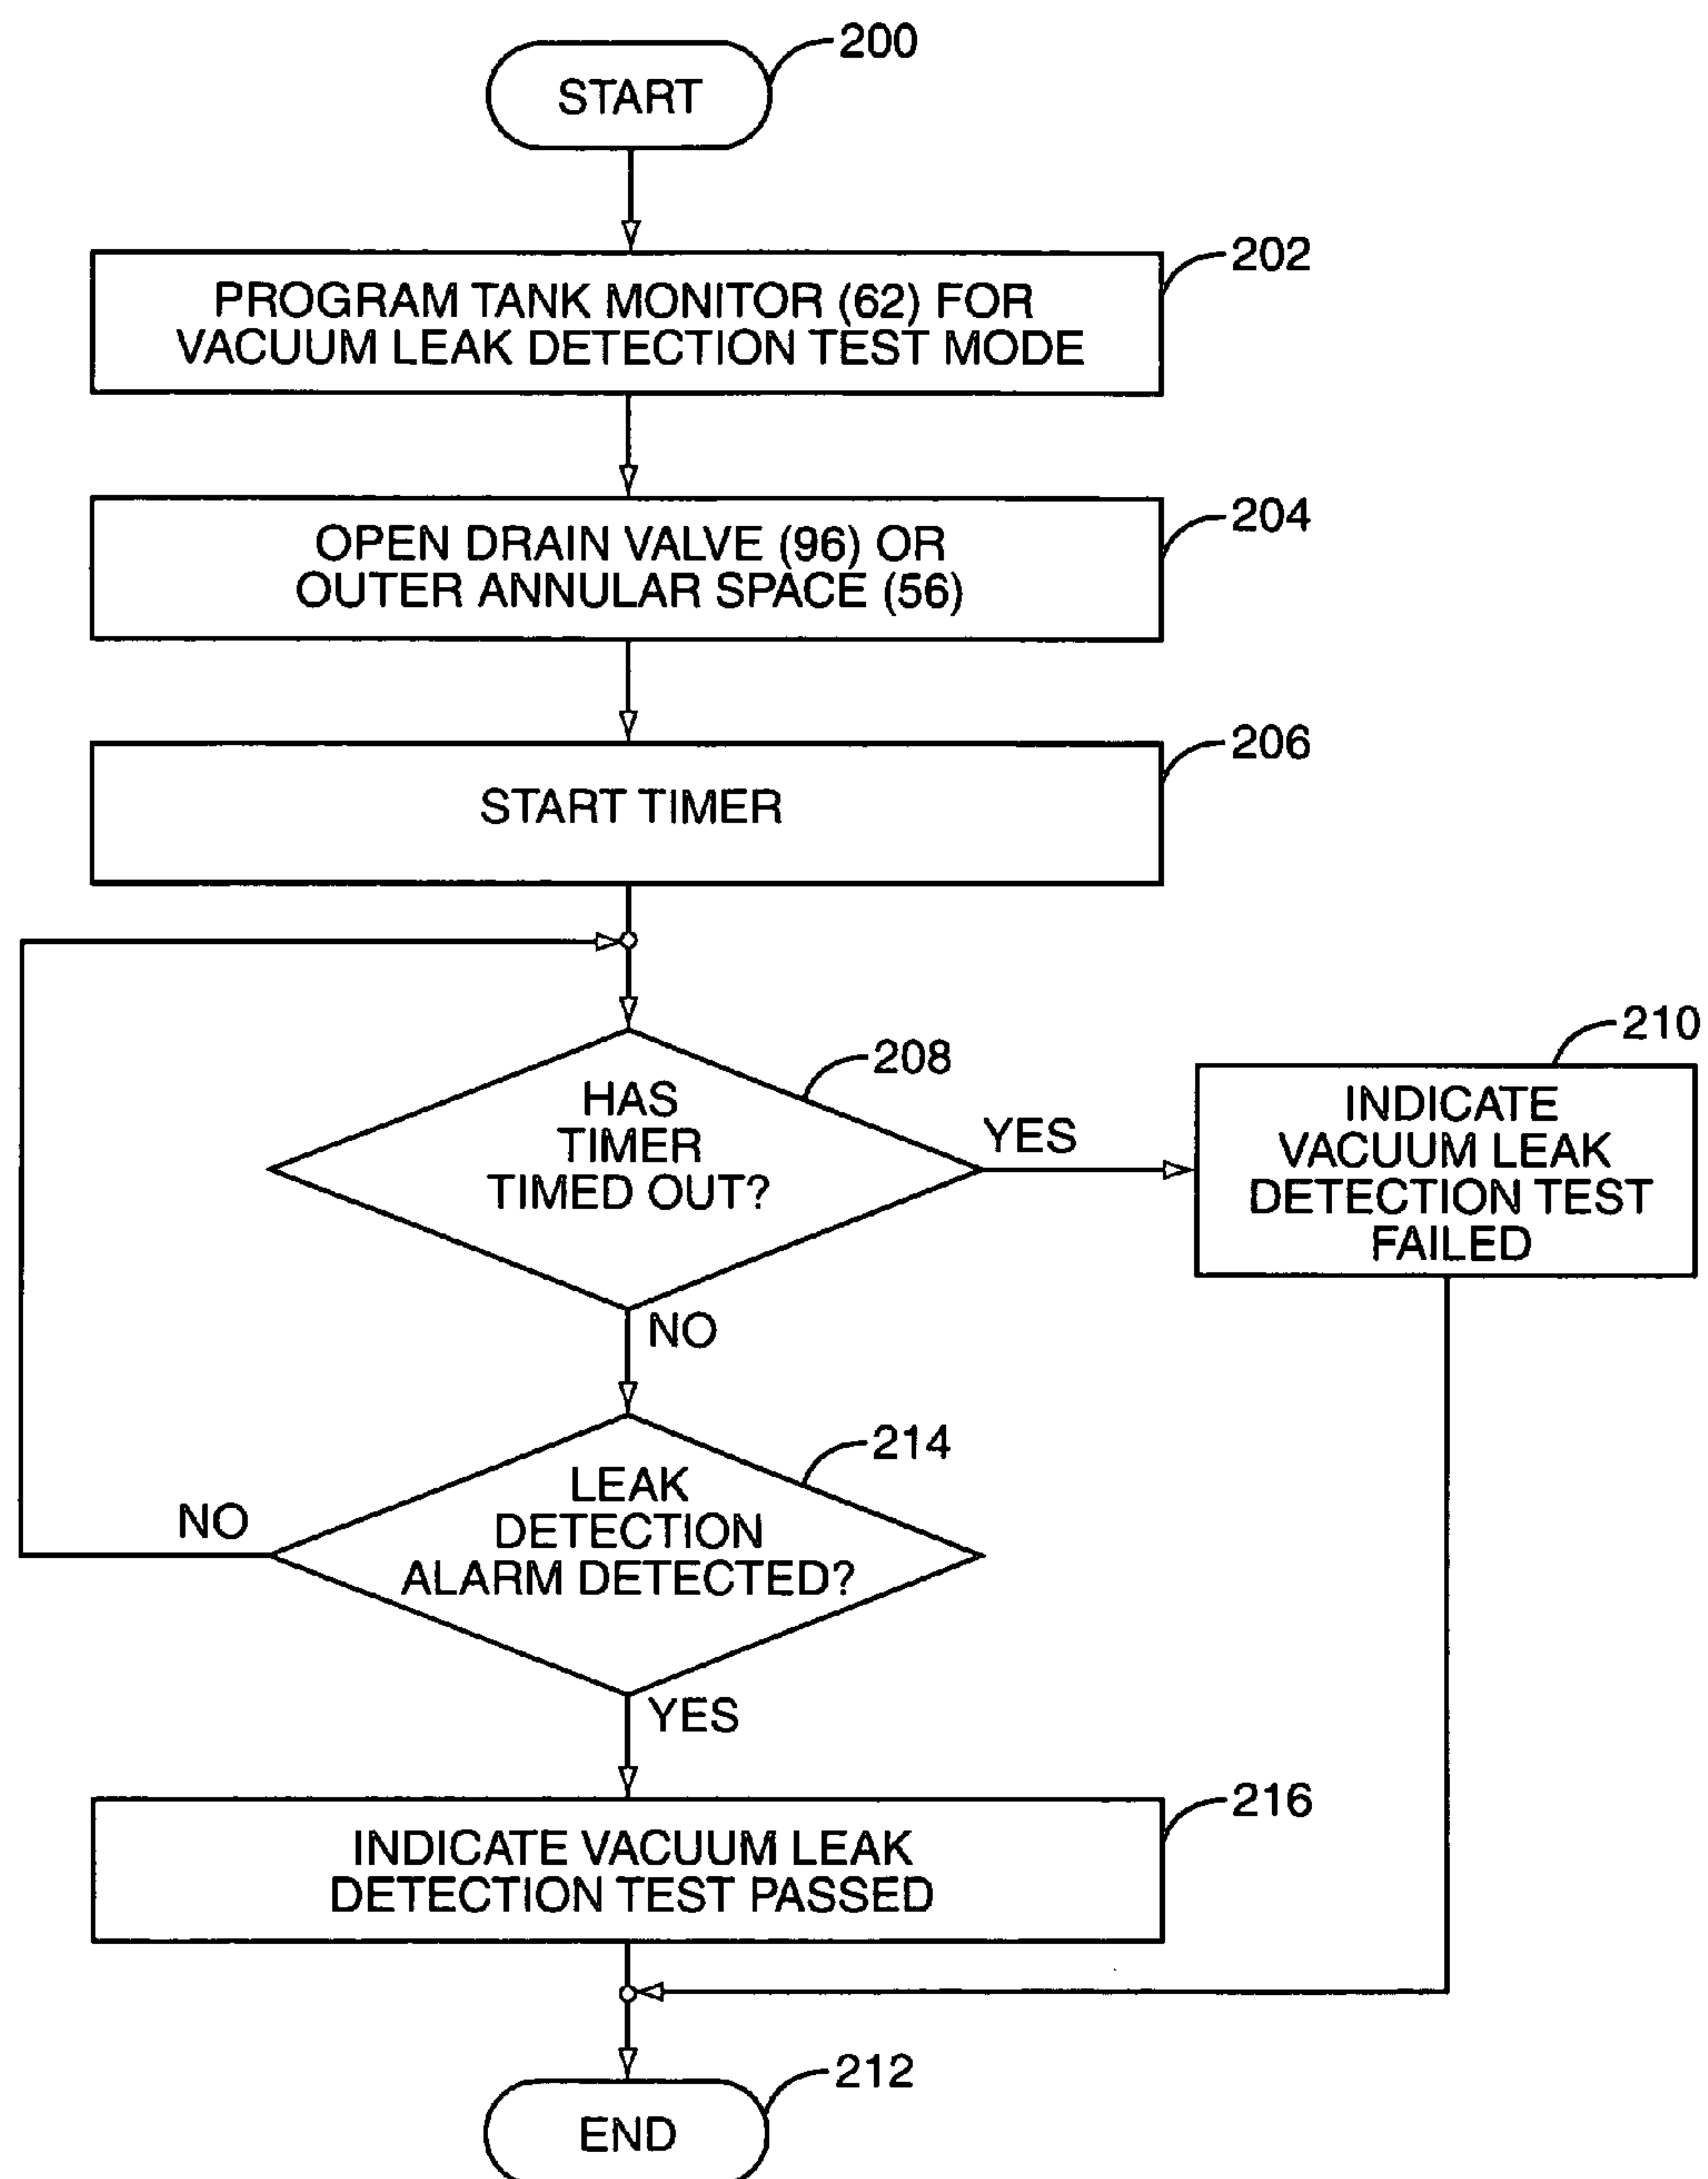 200
START
202
PROGRAM TANK MONITOR (62) FOR
VACUUM LEAK DETECTION TEST MODE
204
OPEN DRAIN VALVE (96) OR
OUTER ANNULAR SPACE (56)
206
START TIMER
208
HAS
TIMER
TIMED OUT?
YES
210
INDICATE
VACUUM LEAK
DETECTION TEST
FAILED
NO
214
LEAK
DETECTION
ALARM DETECTED?
NO
YES
216
INDICATE VACUUM LEAK
DETECTION TEST PASSED
212
END